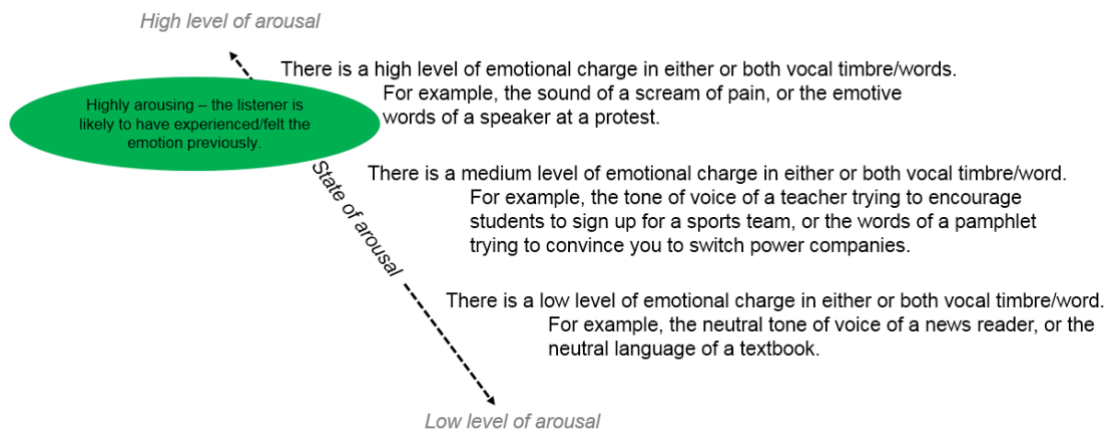 High level of arousal
There is a high level of emotional charge in either or both vocal timbre/words.
For example, the sound of a scream of pain, or the emotive
words of a speaker at a protest.
Highly arousing – the listener is
likely to have experienced/felt the
emotion previously.
State of arousal
There is a medium level of emotional charge in either or both vocal timbre/word.
For example, the tone of voice of a teacher trying to encourage
students to sign up for a sports team, or the words of a pamphlet
trying to convince you to switch power companies.
There is a low level of emotional charge in either or both vocal timbre/word.
For example, the neutral tone of voice of a news reader, or the
neutral language of a textbook.
Low level of arousal